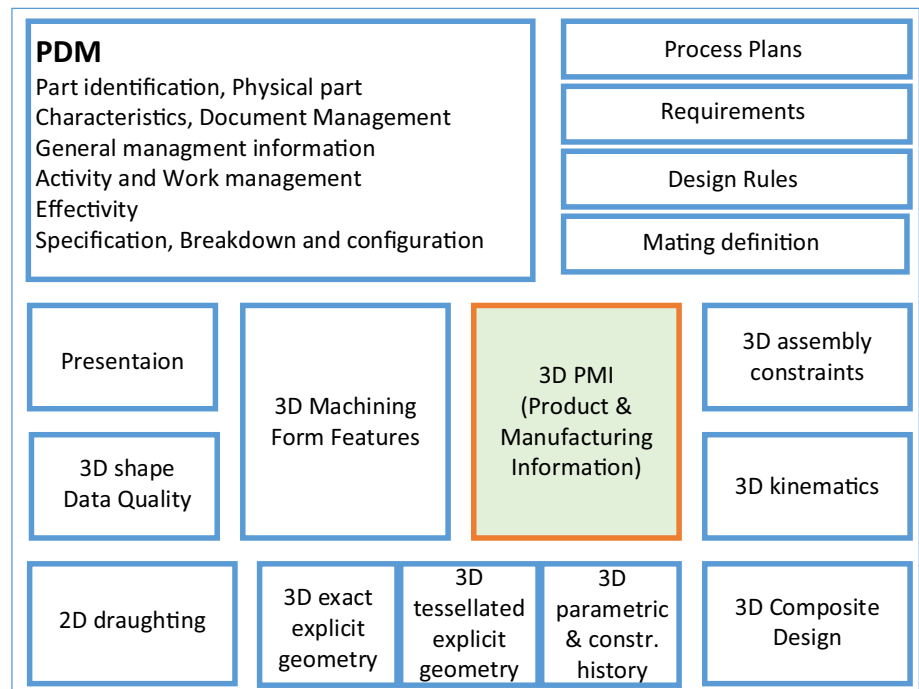 PDM
Part identification, Physical part
Characteristics, Document Management
General managment information
Activity and Work management
Effectivity
Specification, Breakdown and configuration
Process Plans
Requirements
Design Rules
Mating definition
Presentaion
3D shape
Data Quality
3D Machining
Form Features
3D PMI
(Product &
Manufacturing
Information)
3D assembly
constraints
3D kinematics
2D draughting
3D exact
explicit
geometry
3D
tessellated
explicit
geometry
3D
parametric
& constr.
history
3D Composite
Design